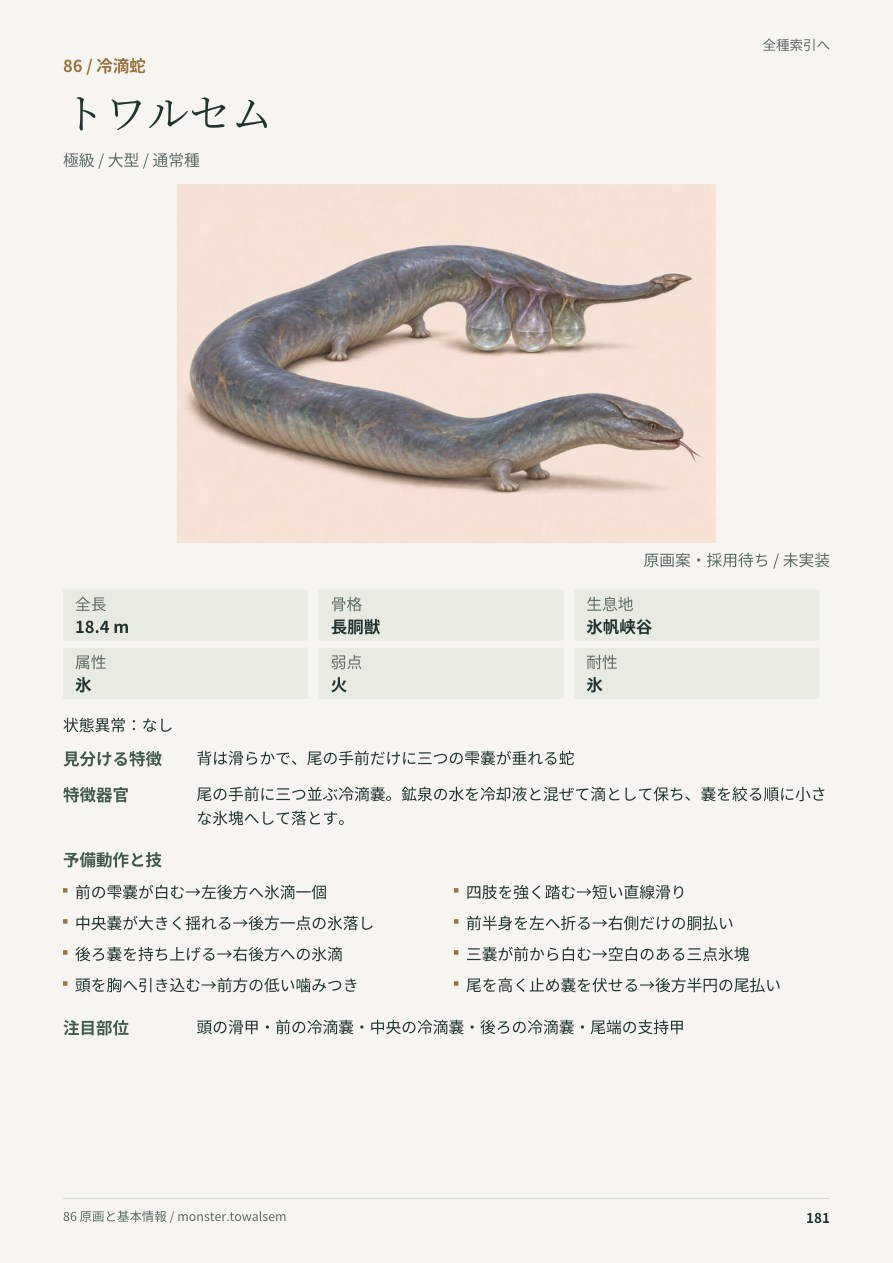 全種索引へ
86 / 冷滴蛇
トワルセム
極級 / 大型 / 通常種
原画案・採用待ち / 未実装
全長
18.4 m
骨格
長胴獣
生息地
氷帆峡谷
属性
氷
弱点
火
耐性
氷
状態異常：なし
見分ける特徴
背は滑らかで、尾の手前だけに三つの雫嚢が垂れる蛇
特徴器官
尾の手前に三つ並ぶ冷滴嚢。鉱泉の水を冷却液と混ぜて滴として保ち、嚢を絞る順に小さ
な氷塊へして落とす。
予備動作と技
前の雫嚢が白む→左後方へ氷滴一個
中央嚢が大きく揺れる→後方一点の氷落し
後ろ嚢を持ち上げる→右後方への氷滴
頭を胸へ引き込む→前方の低い噛みつき
四肢を強く踏む→短い直線滑り
前半身を左へ折る→右側だけの胴払い
三嚢が前から白む→空白のある三点氷塊
尾を高く止め嚢を伏せる→後方半円の尾払い
注目部位
頭の滑甲・前の冷滴嚢・中央の冷滴嚢・後ろの冷滴嚢・尾端の支持甲
86 原画と基本情報 / monster.towalsem
181